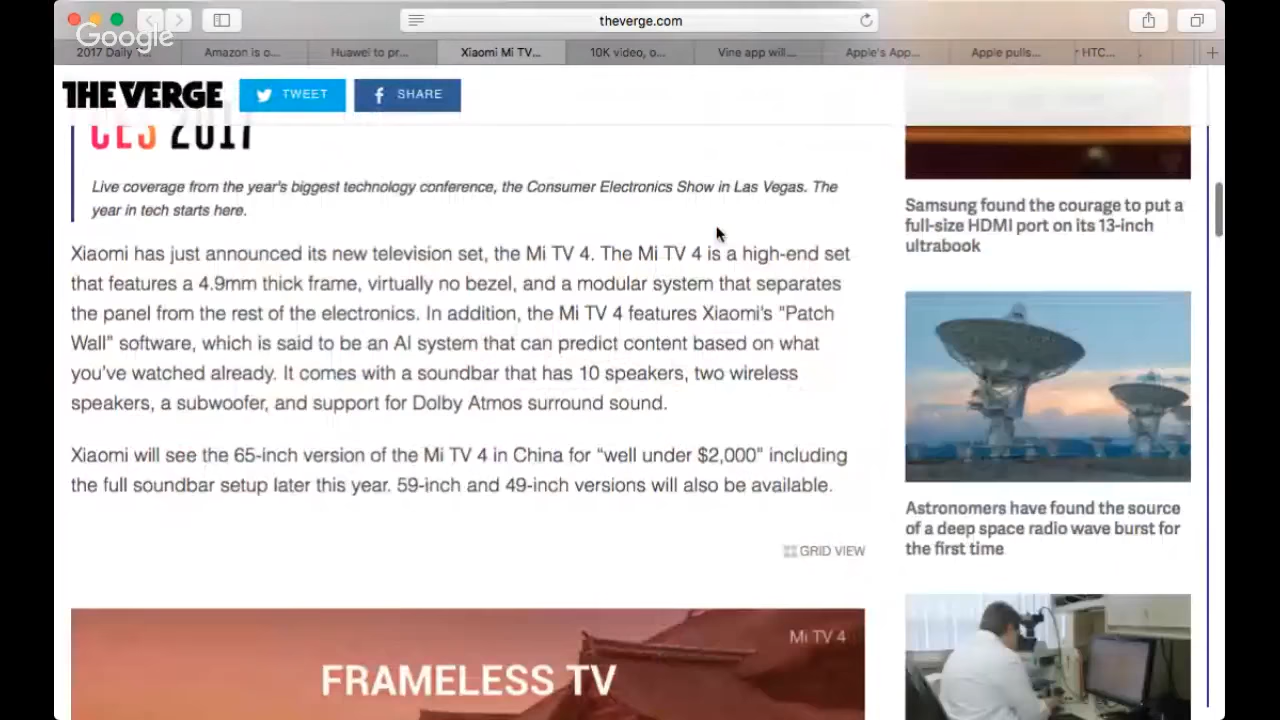 theverge.com
Google
2017 Daily
Amazon is o...
Huawei to pr...
Xiaomi Mi TV...
10K video, o...
Vine app will...
Apple's App...
Apple pulls...
HTC...
THE VERGE
TWEET
SHARE
CES 2017
Live coverage from the year's biggest technology conference, the Consumer Electronics Show in Las Vegas. The
year in tech starts here.
Xiaomi has just announced its new television set, the Mi TV 4. The Mi TV 4 is a high-end set
that features a 4.9mm thick frame, virtually no bezel, and a modular system that separates
the panel from the rest of the electronics. In addition, the Mi TV 4 features Xiaomi's "Patch
Wall" software, which is said to be an AI system that can predict content based on what
you've watched already. It comes with a soundbar that has 10 speakers, two wireless
speakers, a subwoofer, and support for Dolby Atmos surround sound.
Xiaomi will see the 65-inch version of the Mi TV 4 in China for “well under $2,000” including
the full soundbar setup later this year. 59-inch and 49-inch versions will also be available.
GRID VIEW
Mi TV 4
FRAMELESS TV
Samsung found the courage to put a
full-size HDMI port on its 13-inch
ultrabook
Astronomers have found the source
of a deep space radio wave burst for
the first time